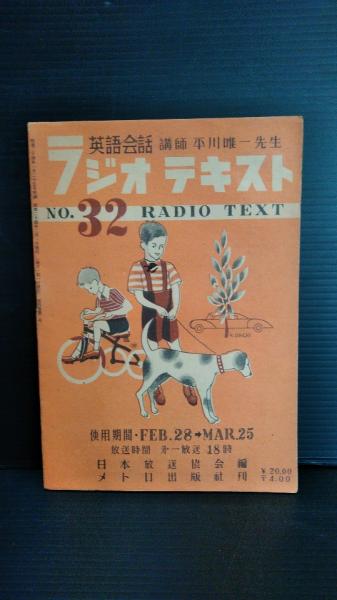 英語会話 講師 平川唯一先生
ラジオ テキスト
NO. 32 RADIO TEXT
使用期間・FEB.28→MAR.25
放送時間 第一放送 18時
日本放送協会編
メトロ出版社刊
¥20.00
〒4.00